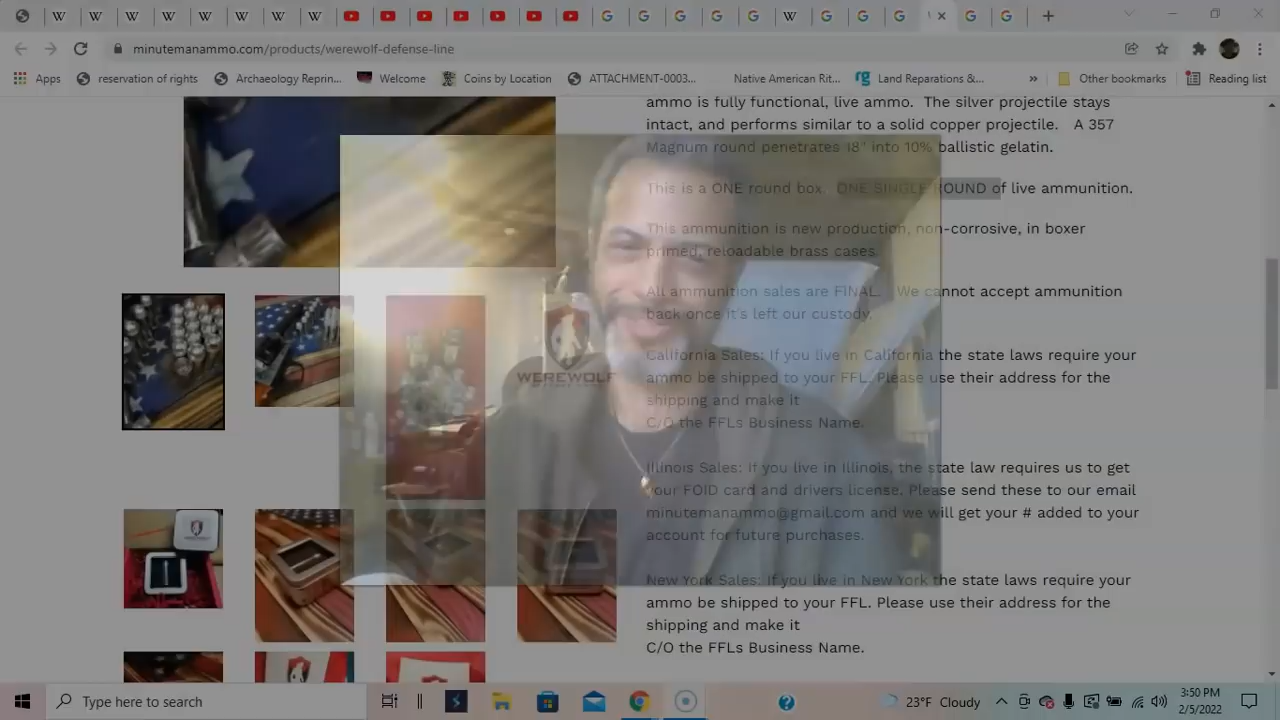 minutemanammo.com/products/werewolf-defense-line
Apps
reservation of rights
Archaeology Reprin...
Welcome
Coins by Location
ATTACHMENT-0003...
Native American Rit...
Land Reparations &...
»
Other bookmarks
Reading list
ammo is fully functional, live ammo. The silver projectile stays
intact, and performs similar to a solid copper projectile. A 357
Magnum round penetrates 18" into 10% ballistic gelatin.
This is a ONE round box. ONE SINGLE ROUND of live ammunition.
This ammunition is new production, non-corrosive, in boxer
primed, reloadable brass cases.
All ammunition sales are FINAL. We cannot accept ammunition
back once it's left our custody.
WEREWOLF
California Sales: If you live in California the state laws require your
ammo be shipped to your FFL. Please use their address for the
shipping and make it
C/O the FFLs Business Name.
Illinois Sales: If you live in Illinois, the state law requires us to get
your FOID card and drivers license. Please send these to our email
minutemanammo@gmail.com and we will get your # added to your
account for future purchases.
New York Sales: If you live in New York the state laws require your
ammo be shipped to your FFL. Please use their address for the
shipping and make it
C/O the FFLs Business Name.
Type here to search
23°F Cloudy
3:50 PM
2/5/2022